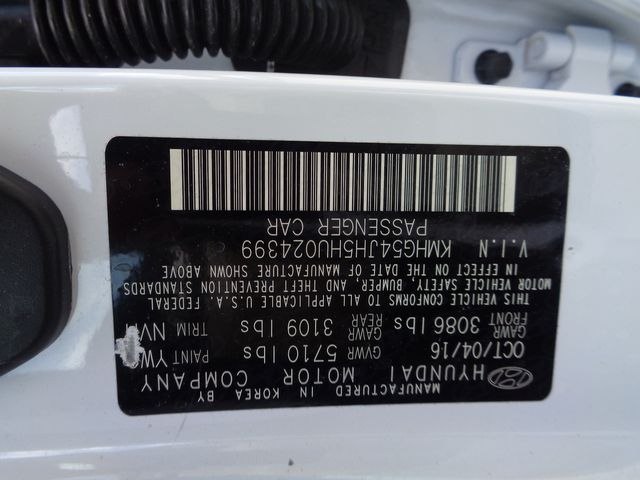 MANUFACTURED BY
IN KOREA
HYUNDAI MOTOR COMPANY
OCT/04/16 GVWR 5710 lbs PAINT YW
GAWR FRONT 3086 lbs GAWR REAR 3109 lbs TRIM NV
THIS VEHICLE CONFORMS TO ALL APPLICABLE U.S.A. FEDERAL
MOTOR VEHICLE SAFETY, BUMPER, AND THEFT PREVENTION STANDARDS
IN EFFECT ON THE DATE OF MANUFACTURE SHOWN ABOVE
V.I.N KMHG54JH5HU024399
PASSENGER CAR